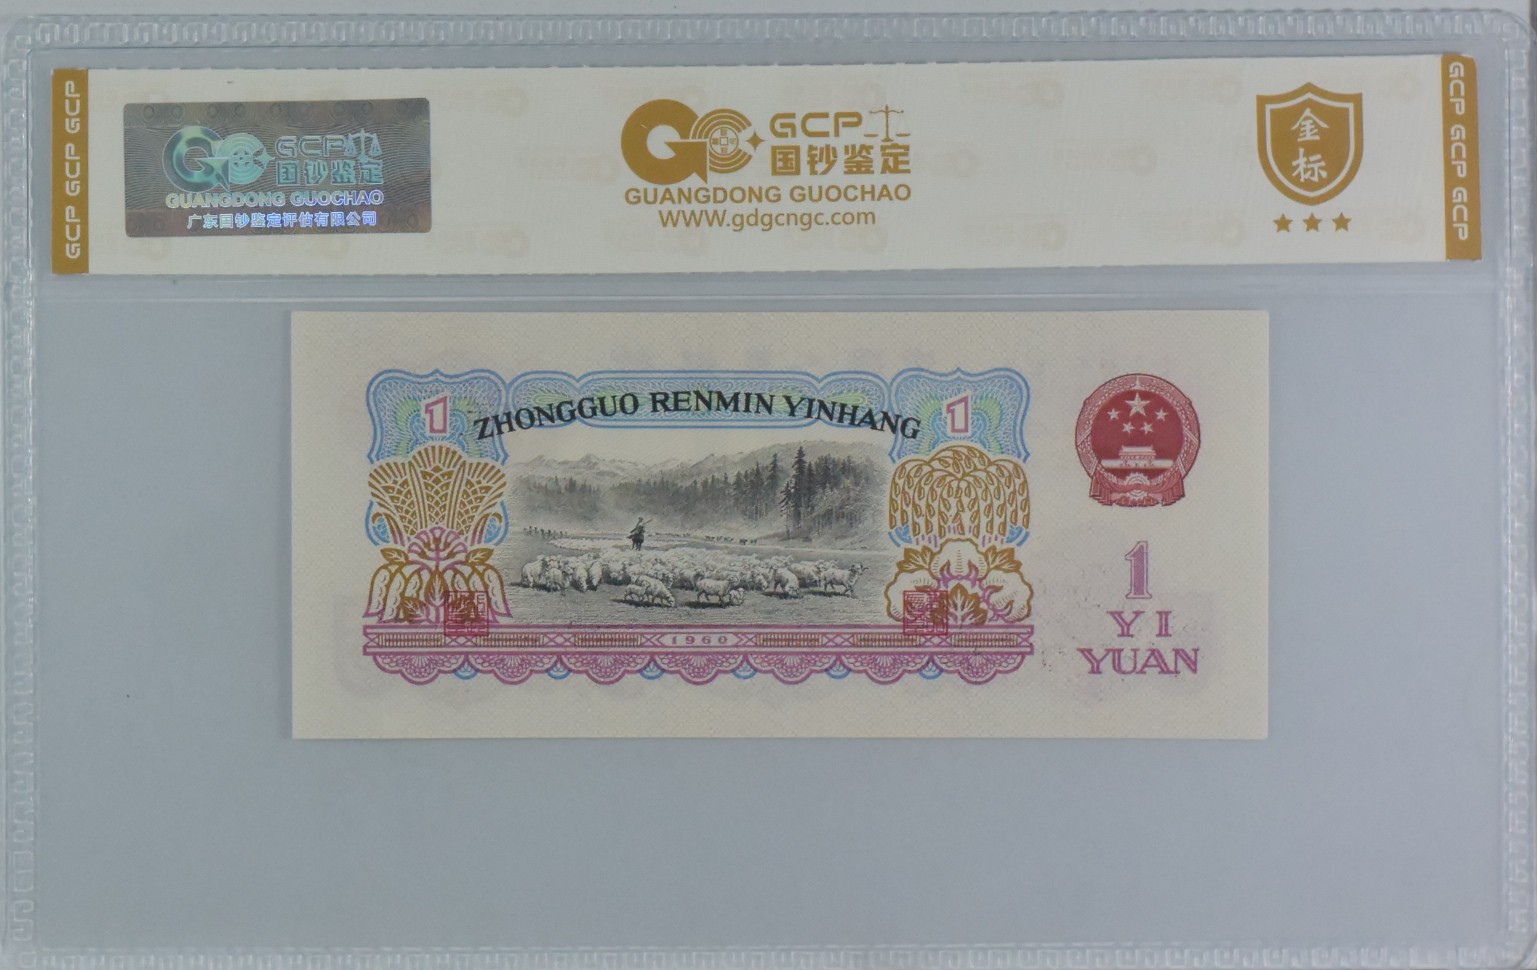 GCP GCP GCP
GCP
国钞鉴定
GUANGDONG GUOCHAO
广东国钞鉴定评估有限公司
GCP
国钞鉴定
GUANGDONG GUOCHAO
WWW.gdgcngc.com
金标
GCP GCP GCP
ZHONGGUO RENMIN YINHANG
1
1
1960
1
YI
YUAN